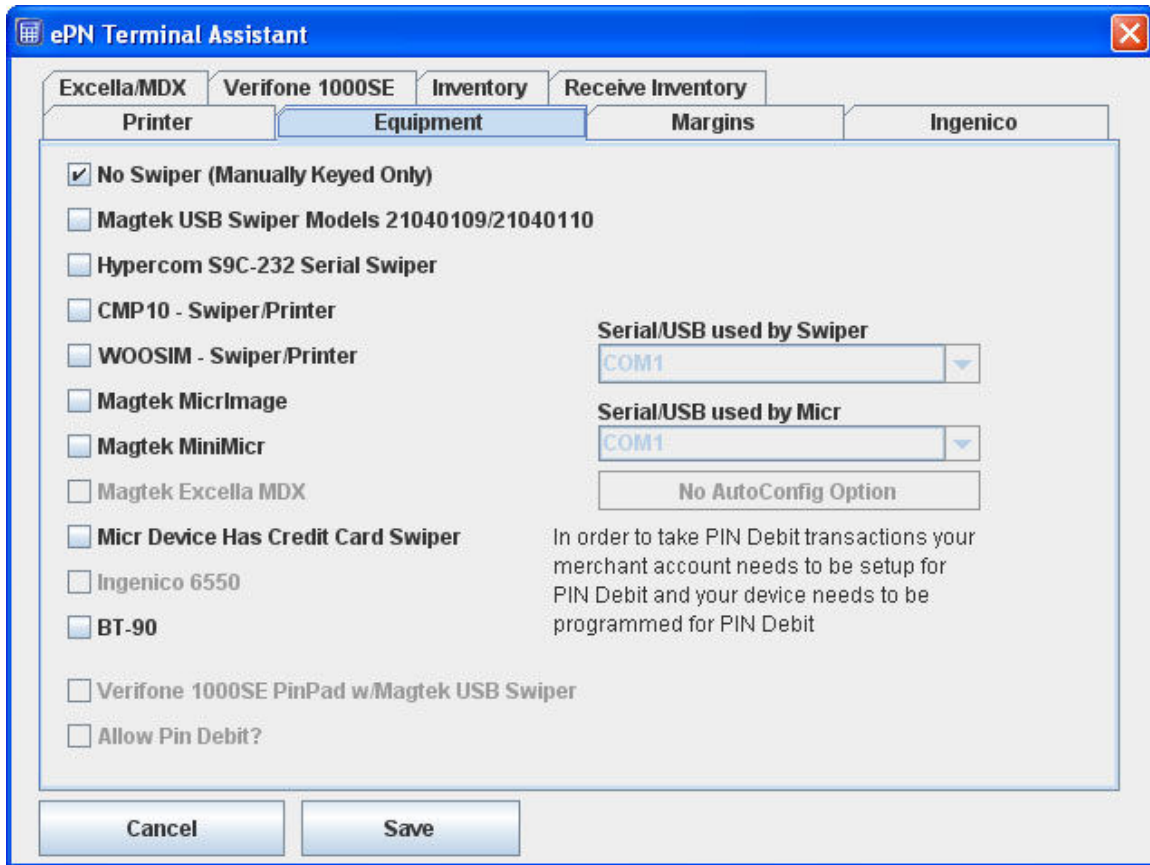 ePN Terminal Assistant
Excella/MDX Verifone 1000SE Inventory Receive Inventory
Printer Equipment Margins Ingenico
No Swiper (Manually Keyed Only)
Magtek USB Swiper Models 21040109/21040110
Hypercom S9C-232 Serial Swiper
CMP10 - Swiper/Printer
WOOSIM - Swiper/Printer
Magtek MicrImage
Magtek MiniMicr
Magtek Excella MDX
Micr Device Has Credit Card Swiper
Ingenico 6550
BT-90
Verifone 1000SE PinPad w/Magtek USB Swiper
Allow Pin Debit?
Serial/USB used by Swiper
COM1
Serial/USB used by Micr
COM1
No AutoConfig Option
In order to take PIN Debit transactions your
merchant account needs to be setup for
PIN Debit and your device needs to be
programmed for PIN Debit
Cancel Save